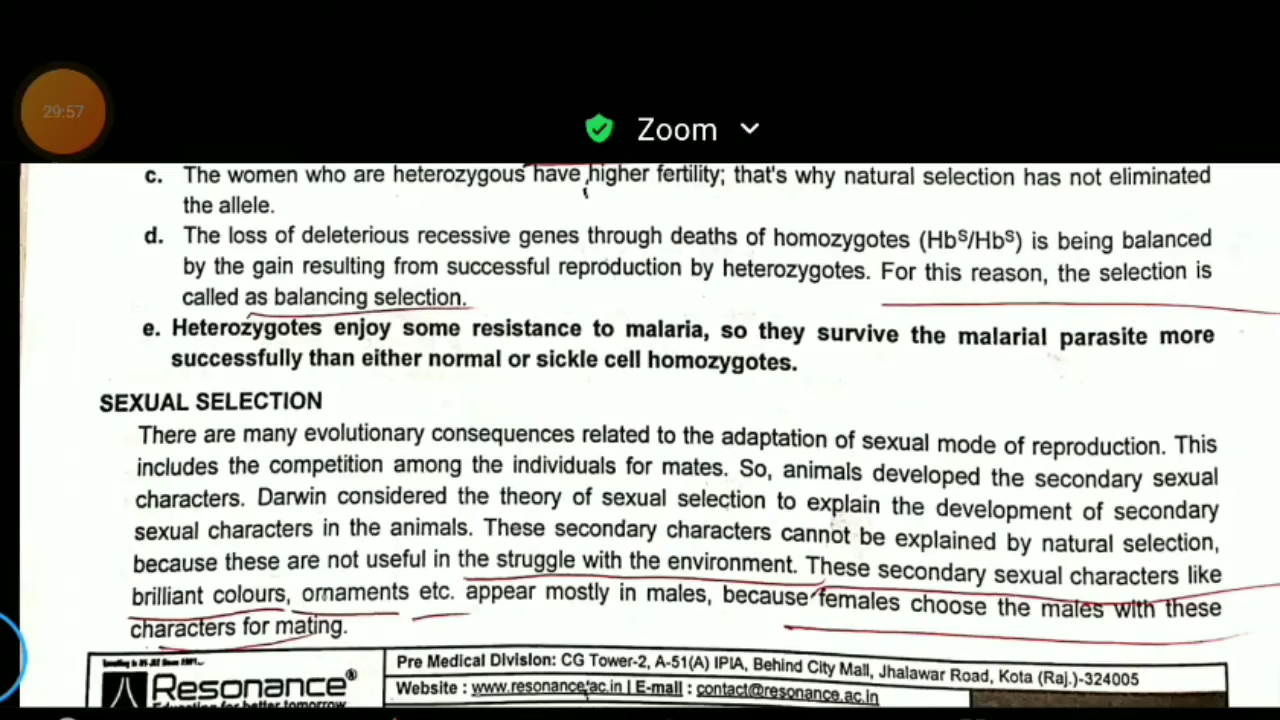 29:57
Zoom
c. The women who are heterozygous have higher fertility; that's why natural selection has not eliminated
the allele.
d. The loss of deleterious recessive genes through deaths of homozygotes (Hbˢ/Hbˢ) is being balanced
by the gain resulting from successful reproduction by heterozygotes. For this reason, the selection is
called as balancing selection.
e. Heterozygotes enjoy some resistance to malaria, so they survive the malarial parasite more
successfully than either normal or sickle cell homozygotes.
SEXUAL SELECTION
There are many evolutionary consequences related to the adaptation of sexual mode of reproduction. This
includes the competition among the individuals for mates. So, animals developed the secondary sexual
characters. Darwin considered the theory of sexual selection to explain the development of secondary
sexual characters in the animals. These secondary characters cannot be explained by natural selection,
because these are not useful in the struggle with the environment. These secondary sexual characters like
brilliant colours, ornaments etc. appear mostly in males, because females choose the males with these
characters for mating.
Resonance®
Education for better tomorrow
Pre Medical Division: CG Tower-2, A-51(A) IPIA, Behind City Mall, Jhalawar Road, Kota (Raj.)-324005
Website : www.resonance.ac.in | E-mail : contact@resonance.ac.in